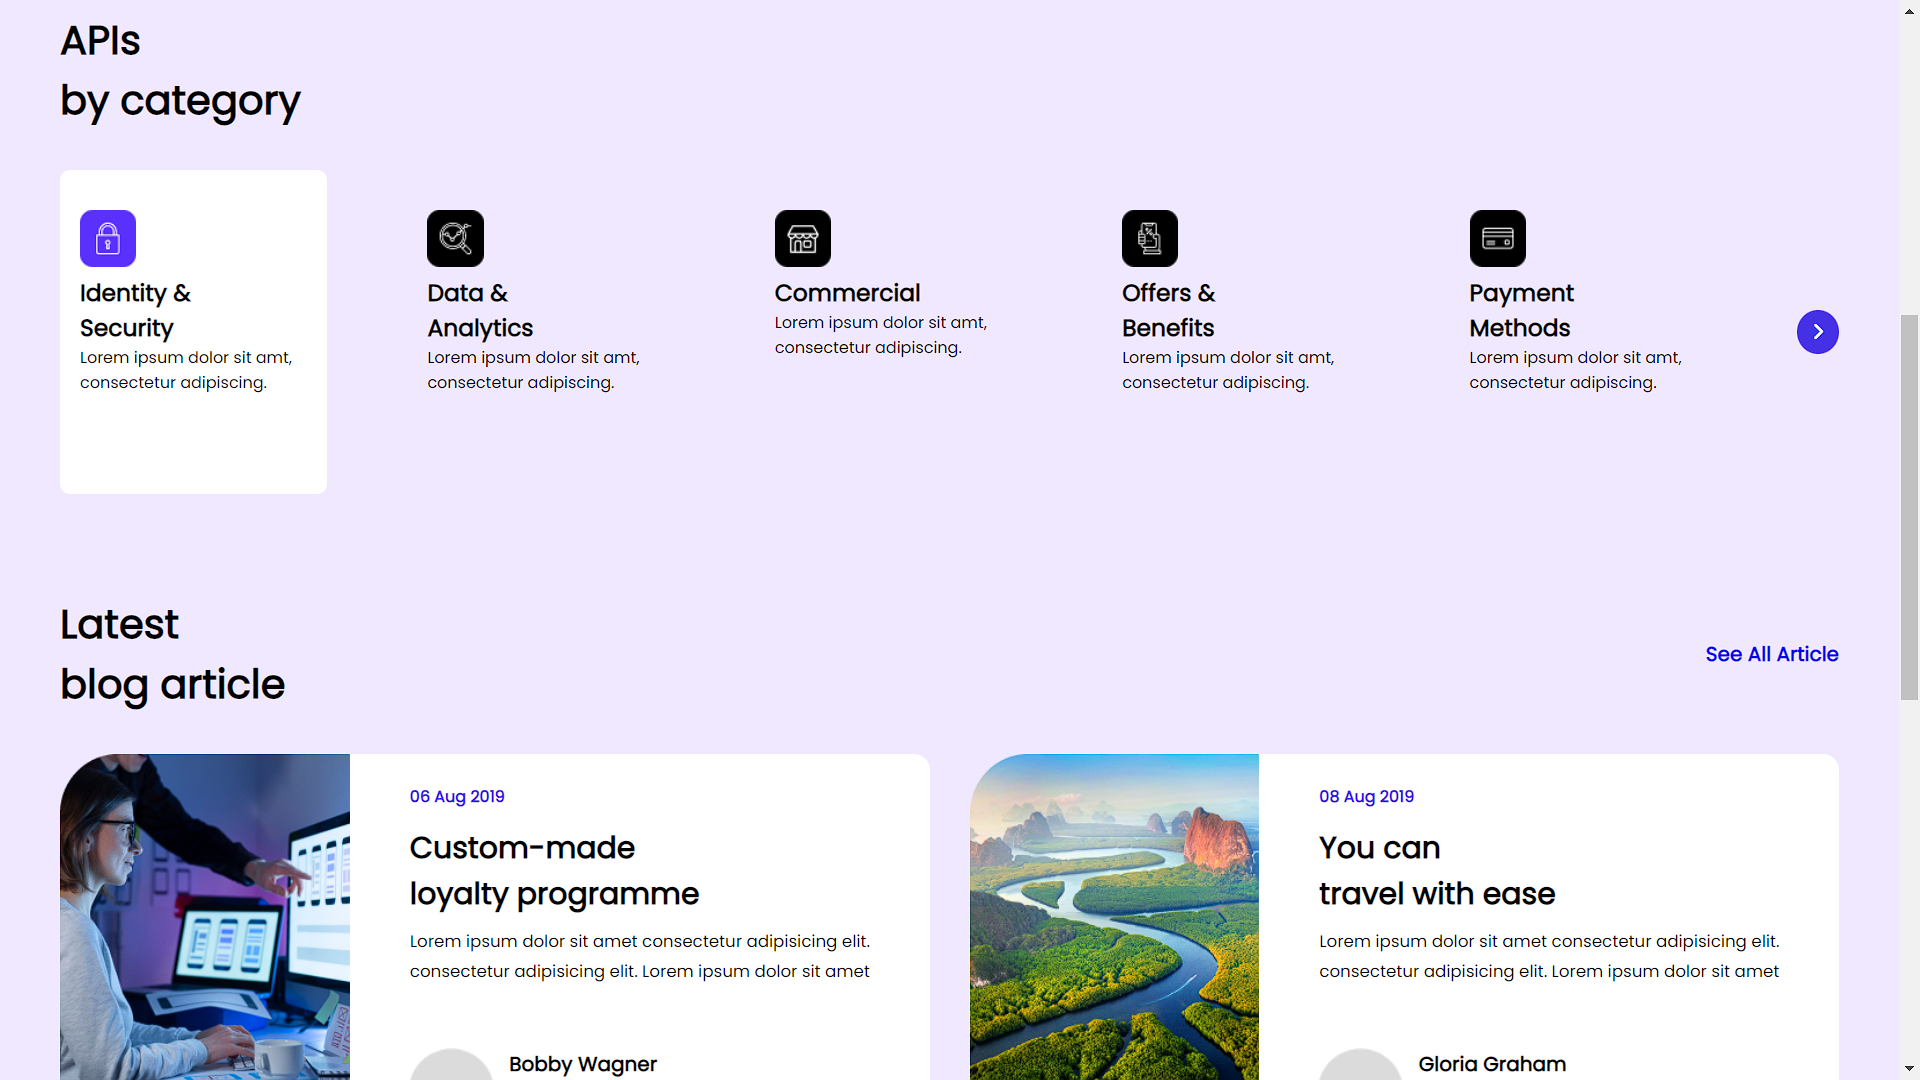 APIs
by category
Identity &
Security
Lorem ipsum dolor sit amt,
consectetur adipiscing.
Data &
Analytics
Lorem ipsum dolor sit amt,
consectetur adipiscing.
Commercial
Lorem ipsum dolor sit amt,
consectetur adipiscing.
Offers &
Benefits
Lorem ipsum dolor sit amt,
consectetur adipiscing.
Payment
Methods
Lorem ipsum dolor sit amt,
consectetur adipiscing.
Latest
blog article
See All Article
06 Aug 2019
Custom-made
loyalty programme
Lorem ipsum dolor sit amet consectetur adipisicing elit.
consectetur adipisicing elit. Lorem ipsum dolor sit amet
Bobby Wagner
08 Aug 2019
You can
travel with ease
Lorem ipsum dolor sit amet consectetur adipisicing elit.
consectetur adipisicing elit. Lorem ipsum dolor sit amet
Gloria Graham